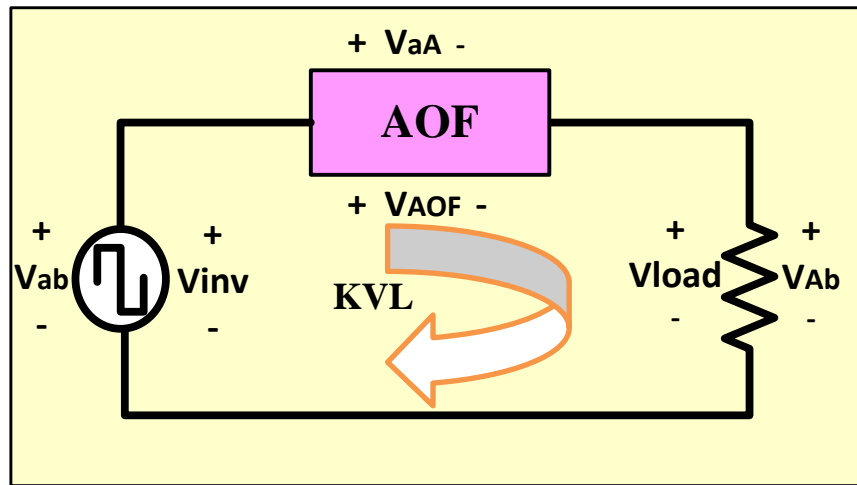 + VaA -
AOF
+ VAOF -
+ + + +
Vab Vinv Vload VAb
- - - -
KVL